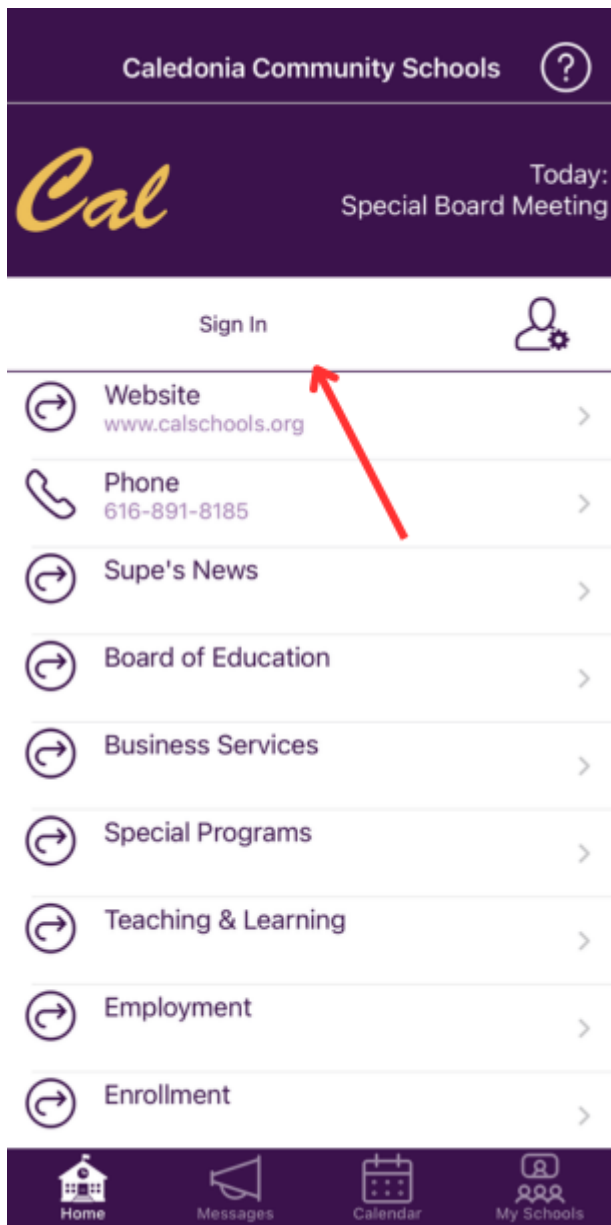 Caledonia Community Schools
?
Cal
Today:
Special Board Meeting
Sign In
Website
www.calschools.org
Phone
616-891-8185
Supe's News
Board of Education
Business Services
Special Programs
Teaching & Learning
Employment
Enrollment
Home Messages Calendar My Schools